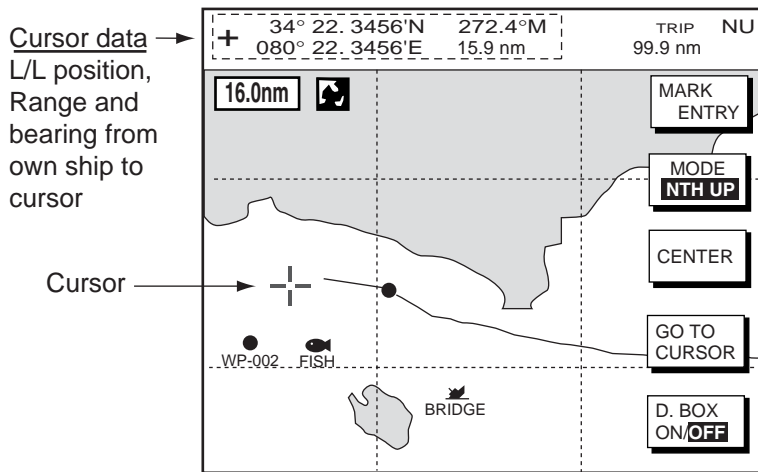 Cursor data
L/L position,
Range and
bearing from
own ship to
cursor
+ 34° 22. 3456'N 272.4°M
080° 22. 3456'E 15.9 nm
TRIP NU
99.9 nm
16.0nm
MARK
ENTRY
MODE
NTH UP
CENTER
Cursor
GO TO
CURSOR
WP-002 FISH
BRIDGE
D. BOX
ON/OFF